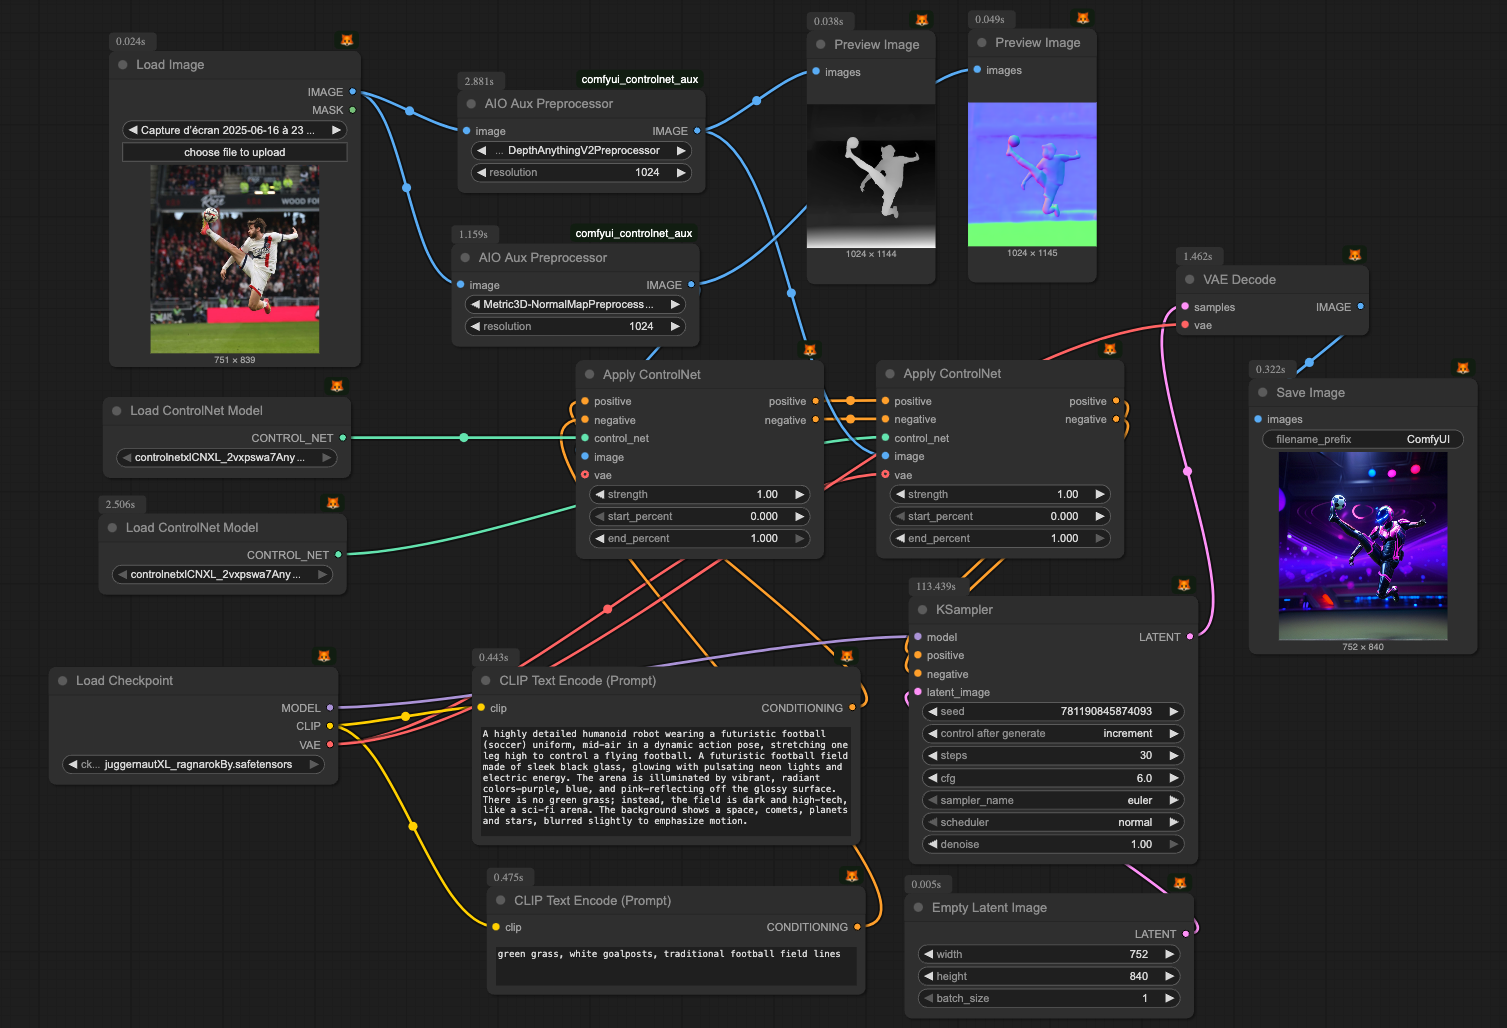 0.024s
Load Image
IMAGE
MASK
Capture d'écran 2025-06-16 à 23 ...
choose file to upload
751 × 839
2.881s
comfyui_controlnet_aux
AIO Aux Preprocessor
image
IMAGE
... DepthAnythingV2Preprocessor
resolution 1024
1.159s
comfyui_controlnet_aux
AIO Aux Preprocessor
image
IMAGE
Metric3D-NormalMapPreprocess...
resolution 1024
0.038s
Preview Image
images
1024 × 1144
0.049s
Preview Image
images
1024 × 1145
1.462s
VAE Decode
samples
IMAGE
vae
Load ControlNet Model
CONTROL_NET
controlnetxlCNXL_2vxpswa7Any...
2.506s
Load ControlNet Model
CONTROL_NET
controlnetxlCNXL_2vxpswa7Any...
Apply ControlNet
positive positive
negative negative
control_net
image
vae
strength 1.00
start_percent 0.000
end_percent 1.000
Apply ControlNet
positive positive
negative negative
control_net
image
vae
strength 1.00
start_percent 0.000
end_percent 1.000
0.322s
Save Image
images
filename_prefix ComfyUI
752 × 840
Load Checkpoint
MODEL
CLIP
VAE
ck... juggernautXL_ragnarokBy.safetensors
0.443s
CLIP Text Encode (Prompt)
clip
CONDITIONING
A highly detailed humanoid robot wearing a futuristic football
(soccer) uniform, mid-air in a dynamic action pose, stretching one
leg high to control a flying football. A futuristic football field
made of sleek black glass, glowing with pulsating neon lights and
electric energy. The arena is illuminated by vibrant, radiant
colors—purple, blue, and pink—reflecting off the glossy surface.
There is no green grass; instead, the field is dark and high-tech,
like a sci-fi arena. The background shows a space, comets, planets
and stars, blurred slightly to emphasize motion.
0.475s
CLIP Text Encode (Prompt)
clip
CONDITIONING
green grass, white goalposts, traditional football field lines
113.439s
KSampler
model
LATENT
positive
negative
latent_image
seed 781190845874093
control after generate increment
steps 30
cfg 6.0
sampler_name euler
scheduler normal
denoise 1.00
0.005s
Empty Latent Image
LATENT
width 752
height 840
batch_size 1